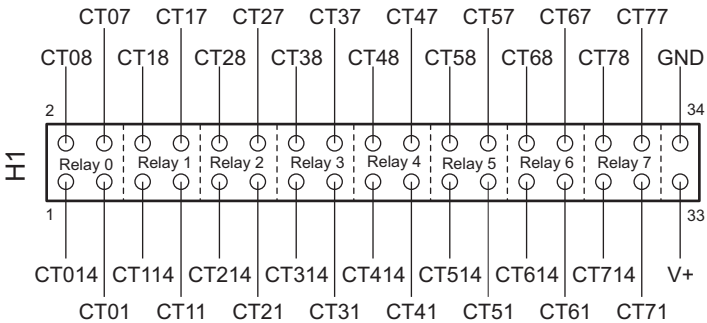 CT07 CT17 CT27 CT37 CT47 CT57 CT67 CT77
CT08 CT18 CT28 CT38 CT48 CT58 CT68 CT78 GND
2 34
H1
Relay 0 Relay 1 Relay 2 Relay 3 Relay 4 Relay 5 Relay 6 Relay 7
1 33
CT014 CT114 CT214 CT314 CT414 CT514 CT614 CT714 V+
CT01 CT11 CT21 CT31 CT41 CT51 CT61 CT71